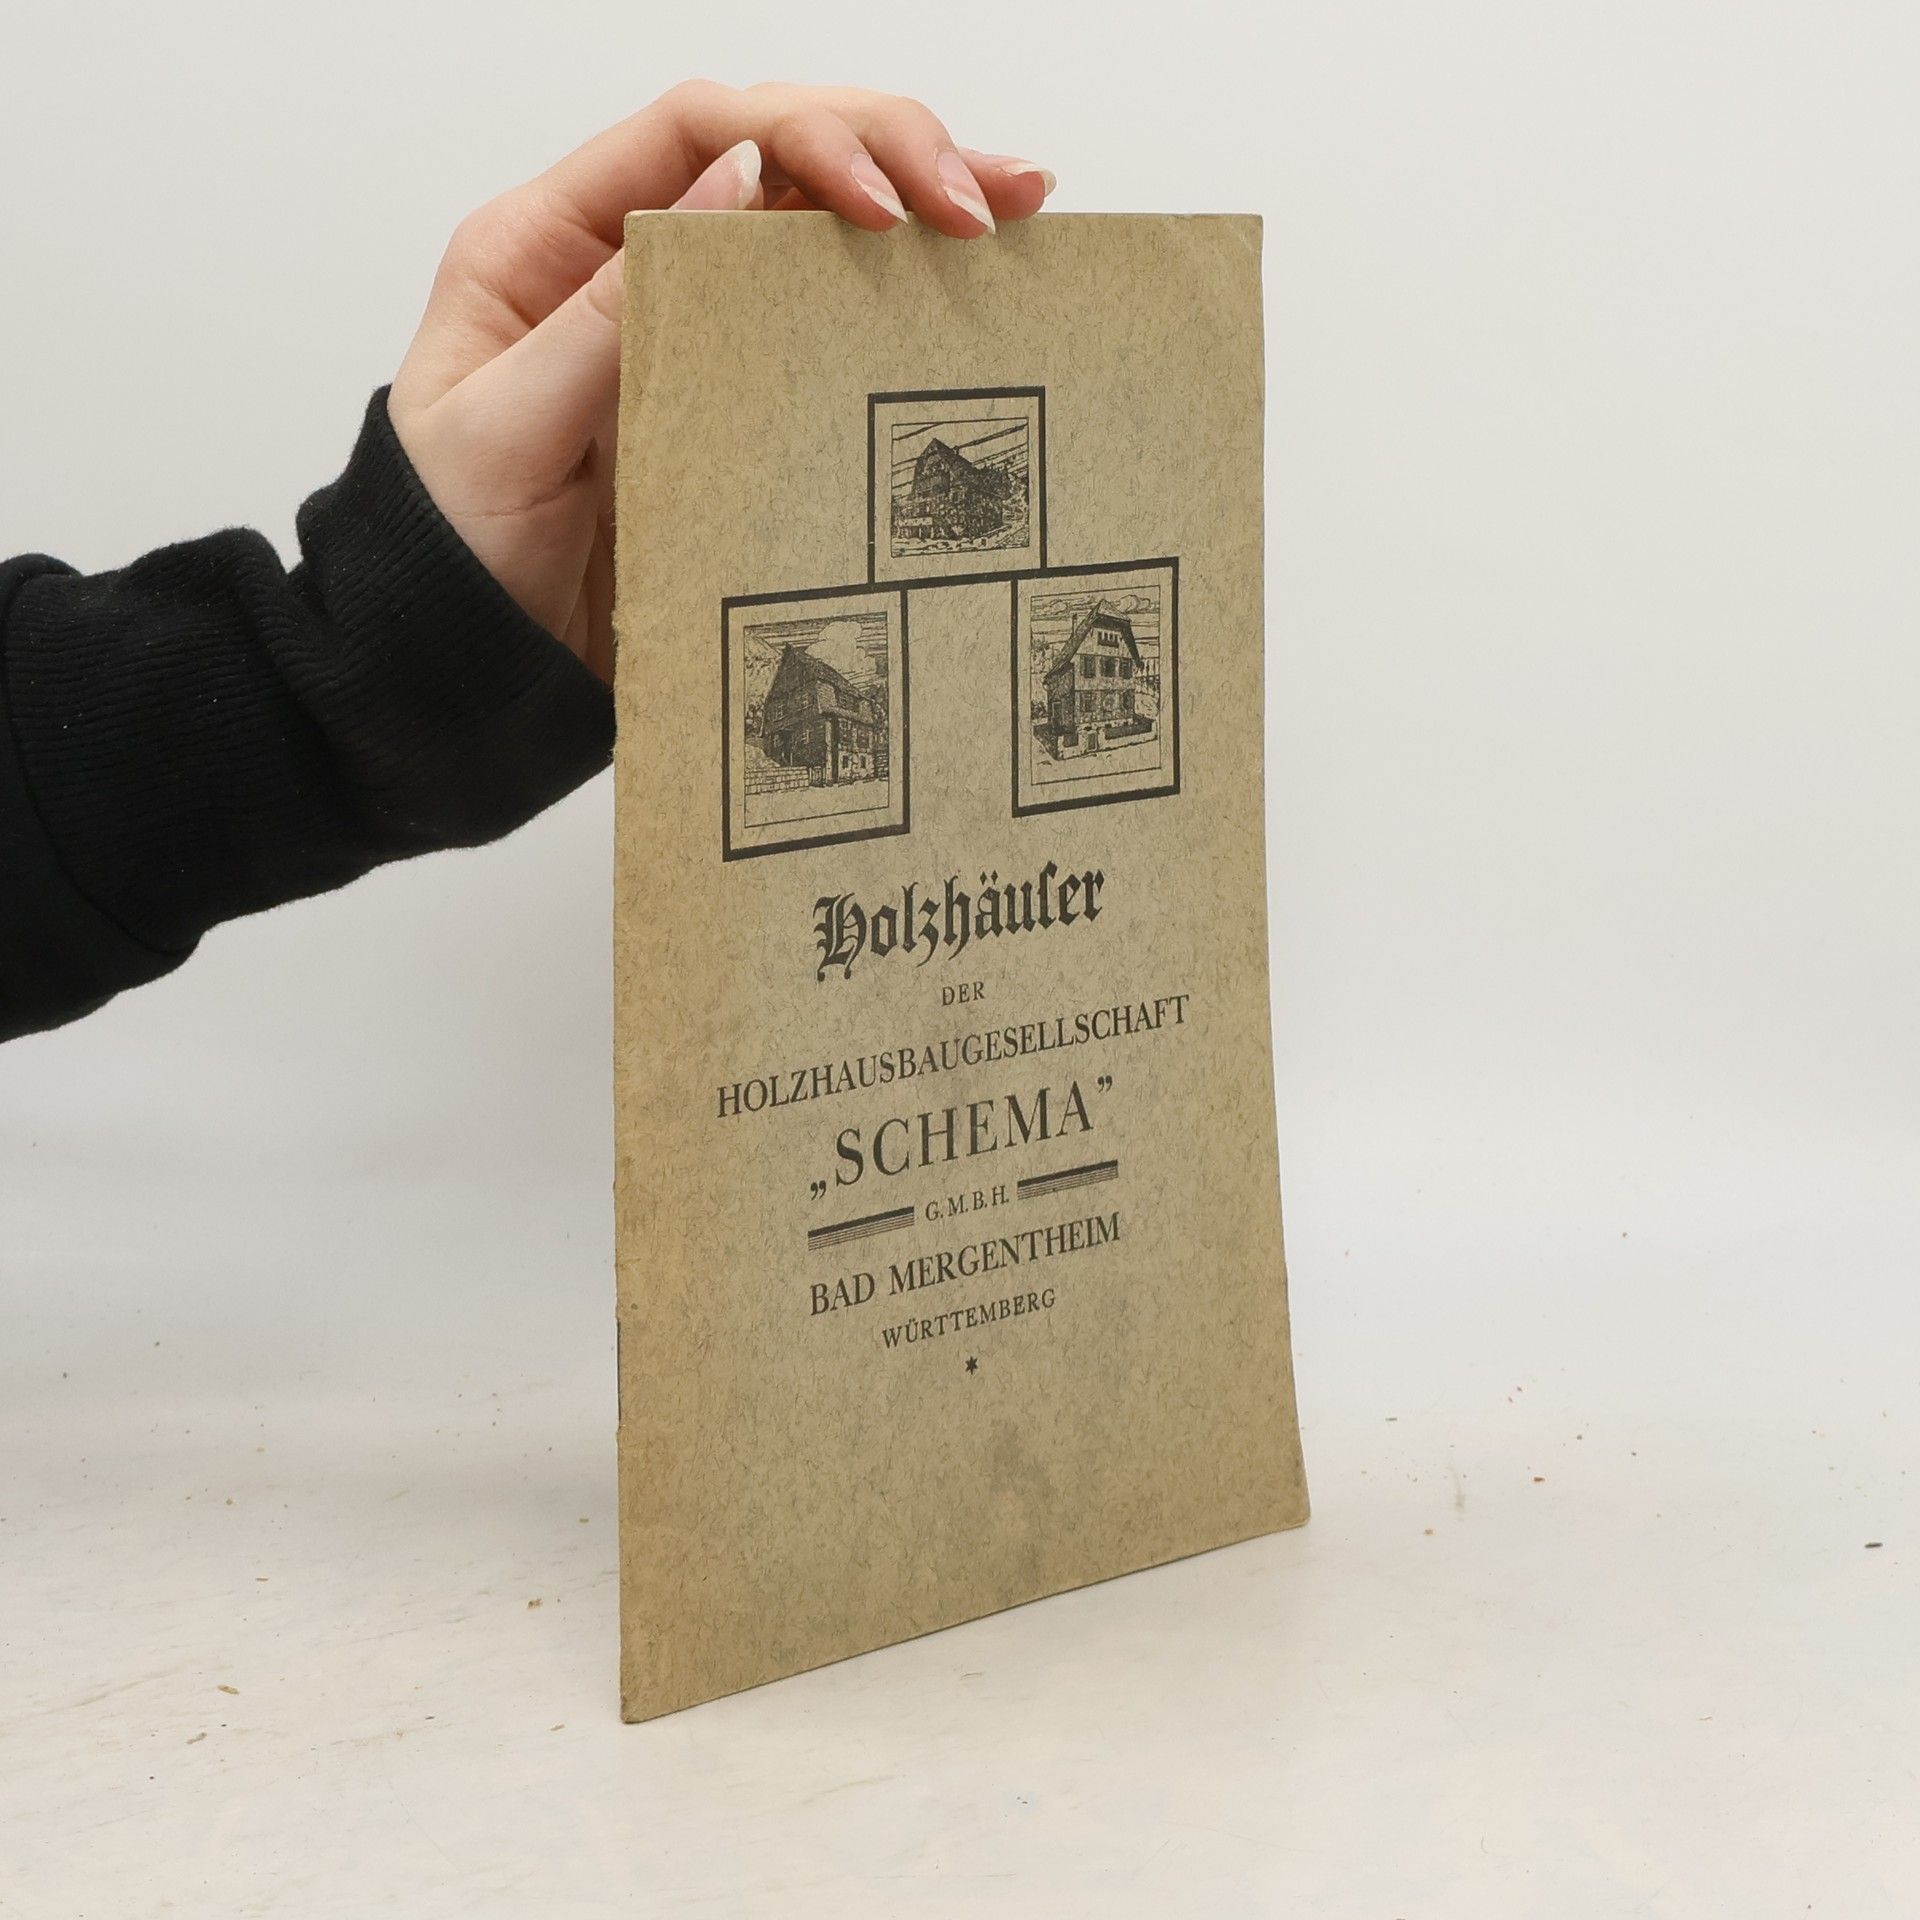 Holzhäuſer
DER
HOLZHAUSBAUGESELLSCHAFT
„SCHEMA”
G. M. B. H.
BAD MERGENTHEIM
WÜRTTEMBERG